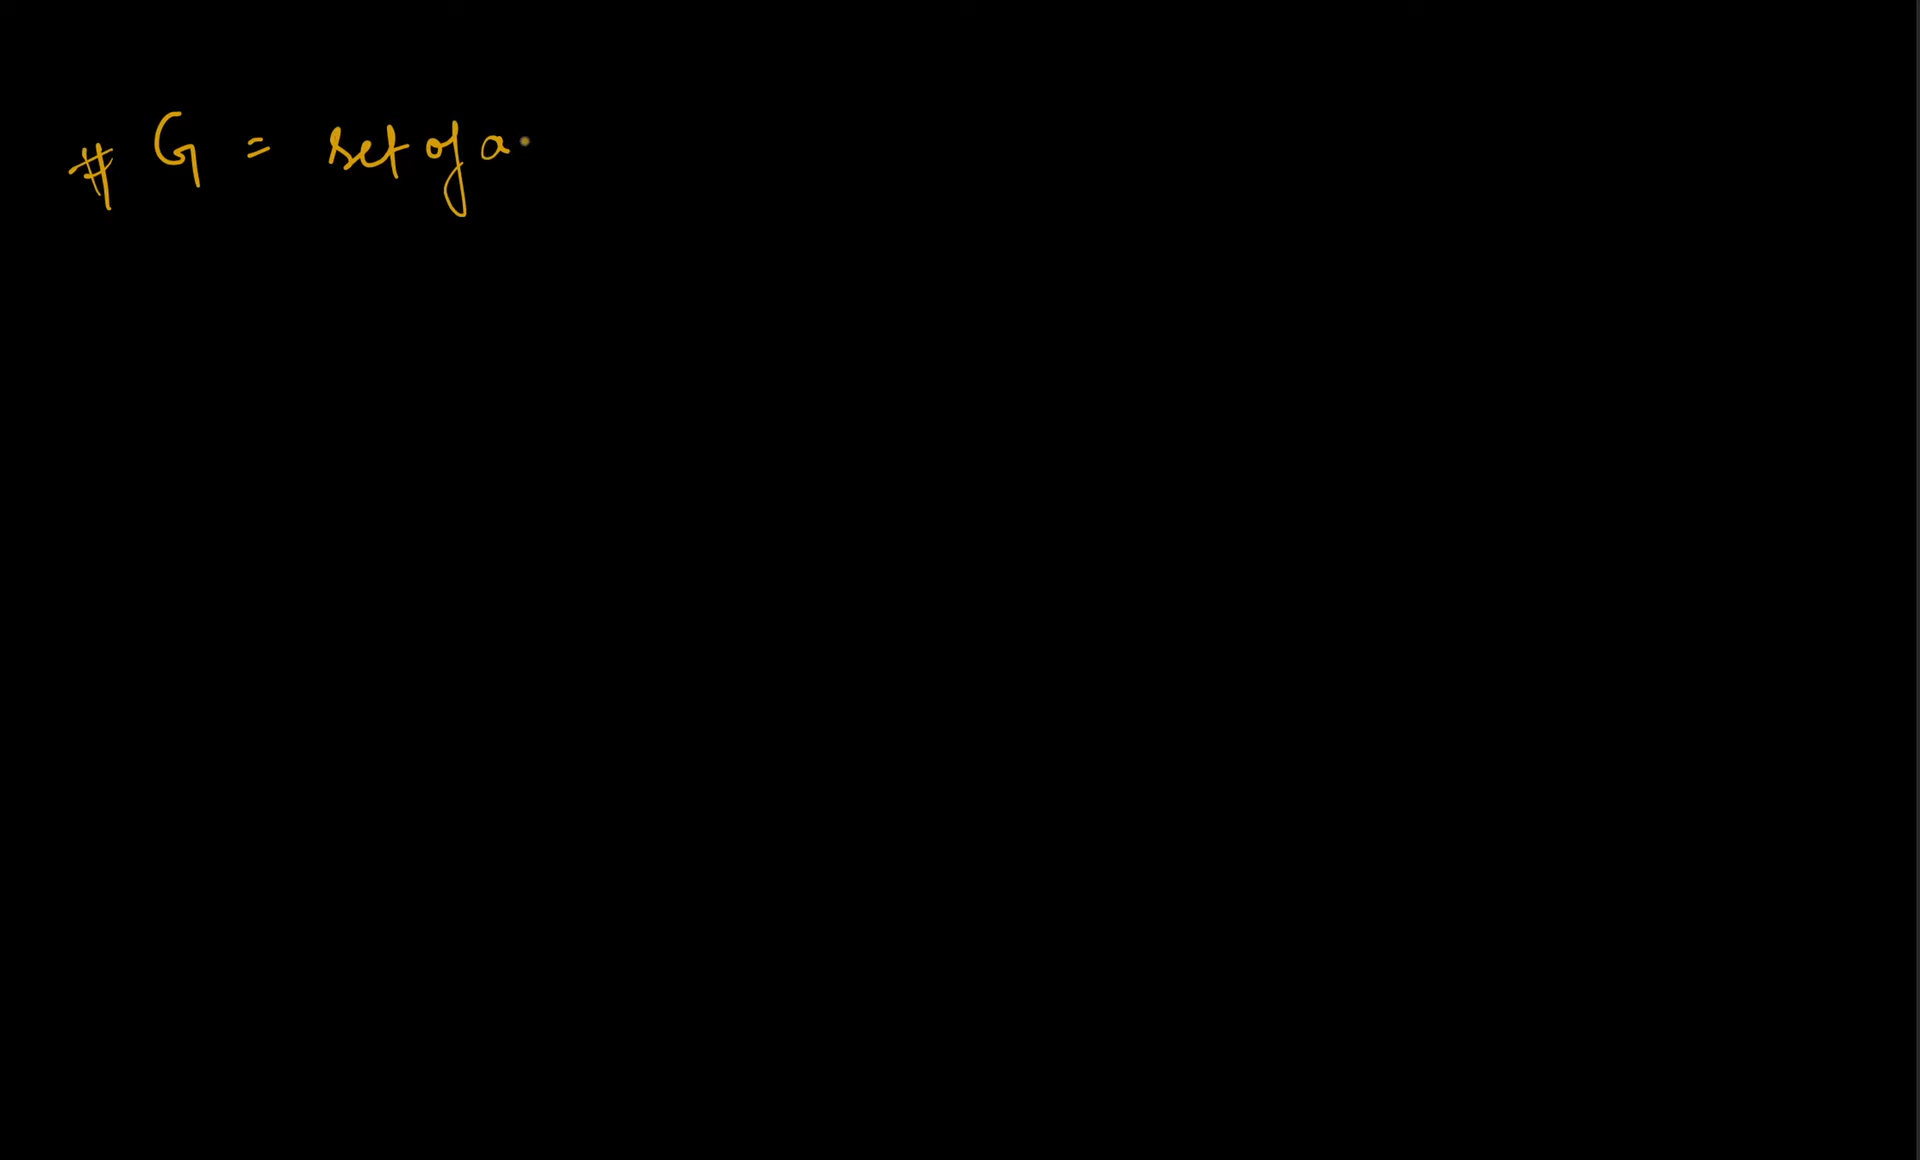 # G = set of a